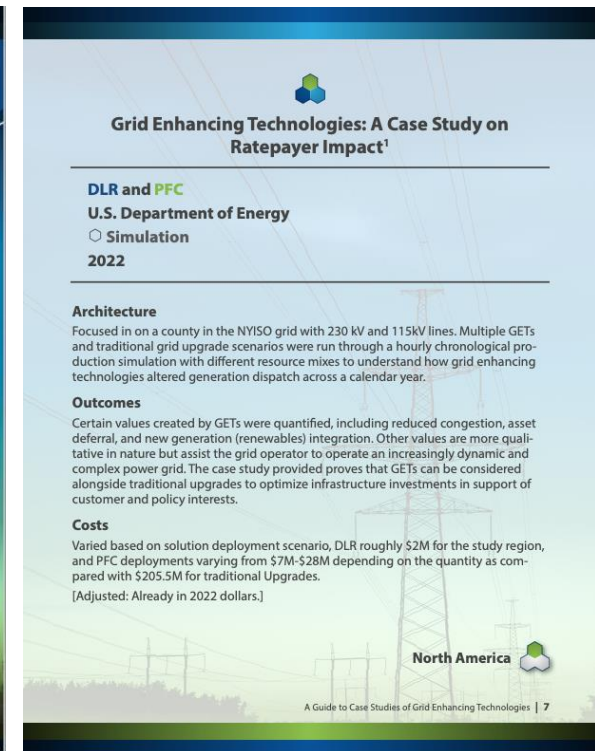 Grid Enhancing Technologies: A Case Study on
Ratepayer Impact¹
DLR and PFC
U.S. Department of Energy
Simulation
2022
Architecture
Focused in on a county in the NYISO grid with 230 kV and 115kV lines. Multiple GETs
and traditional grid upgrade scenarios were run through a hourly chronological pro-
duction simulation with different resource mixes to understand how grid enhancing
technologies altered generation dispatch across a calendar year.
Outcomes
Certain values created by GETs were quantified, including reduced congestion, asset
deferral, and new generation (renewables) integration. Other values are more quali-
tative in nature but assist the grid operator to operate an increasingly dynamic and
complex power grid. The case study provided proves that GETs can be considered
alongside traditional upgrades to optimize infrastructure investments in support of
customer and policy interests.
Costs
Varied based on solution deployment scenario, DLR roughly $2M for the study region,
and PFC deployments varying from $7M-$28M depending on the quantity as com-
pared with $205.5M for traditional Upgrades.
[Adjusted: Already in 2022 dollars.]
North America
A Guide to Case Studies of Grid Enhancing Technologies | 7